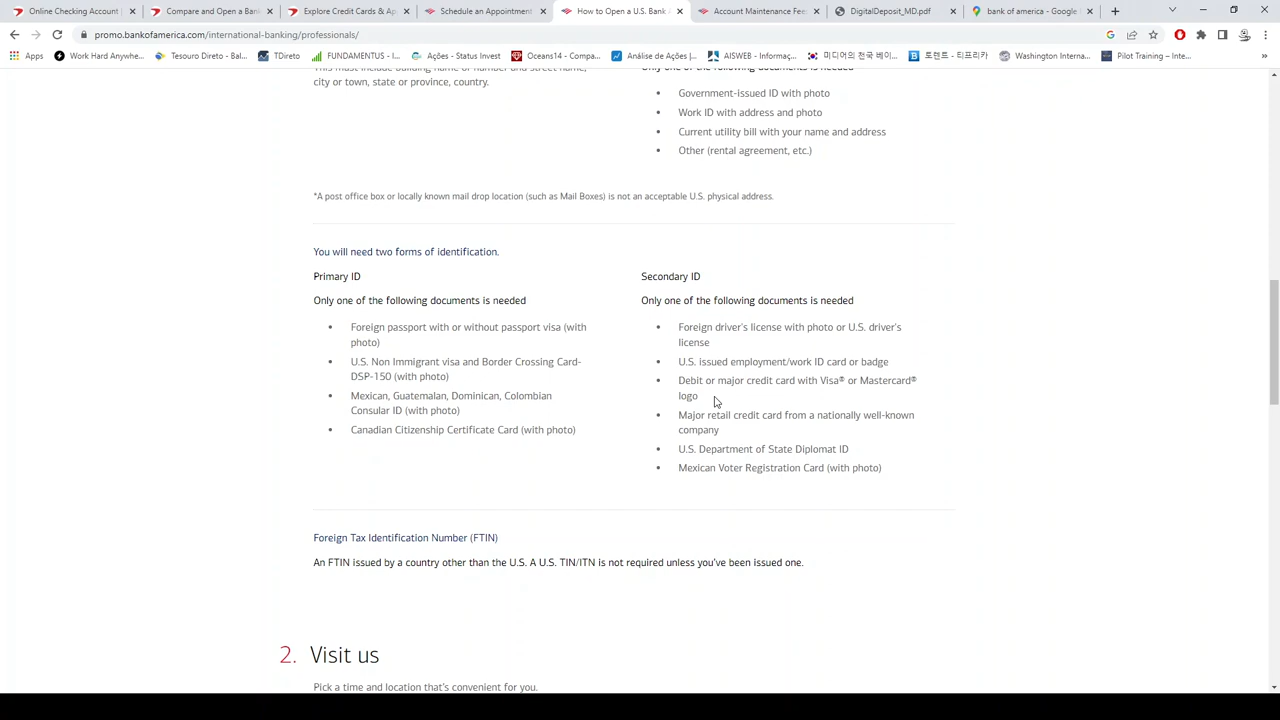 Online Checking Account
Compare and Open a Bank
Explore Credit Cards & Ap
Schedule an Appointment
How to Open a U.S. Bank A
Account Maintenance Fee
DigitalDeposit_MD.pdf
bank of america - Google
promo.bankofamerica.com/international-banking/professionals/
Apps
Work Hard Anywhe...
Tesouro Direto - Bal...
TDireto
FUNDAMENTUS - I...
Ações - Status Invest
Oceans14 - Compa...
Análise de Ações |...
AISWEB - Informaç...
미디어의 천국 베이...
토렌트 - 티프리카
Washington Interna...
Pilot Training – Inte...
city or town, state or province, country.
Only one of the following documents is needed
• Government-issued ID with photo
• Work ID with address and photo
• Current utility bill with your name and address
• Other (rental agreement, etc.)
*A post office box or locally known mail drop location (such as Mail Boxes) is not an acceptable U.S. physical address.
You will need two forms of identification.
Primary ID
Only one of the following documents is needed
• Foreign passport with or without passport visa (with
photo)
• U.S. Non Immigrant visa and Border Crossing Card-
DSP-150 (with photo)
• Mexican, Guatemalan, Dominican, Colombian
Consular ID (with photo)
• Canadian Citizenship Certificate Card (with photo)
Secondary ID
Only one of the following documents is needed
• Foreign driver's license with photo or U.S. driver's
license
• U.S. issued employment/work ID card or badge
• Debit or major credit card with Visa® or Mastercard®
logo
• Major retail credit card from a nationally well-known
company
• U.S. Department of State Diplomat ID
• Mexican Voter Registration Card (with photo)
Foreign Tax Identification Number (FTIN)
An FTIN issued by a country other than the U.S. A U.S. TIN/ITN is not required unless you've been issued one.
2. Visit us
Pick a time and location that's convenient for you.